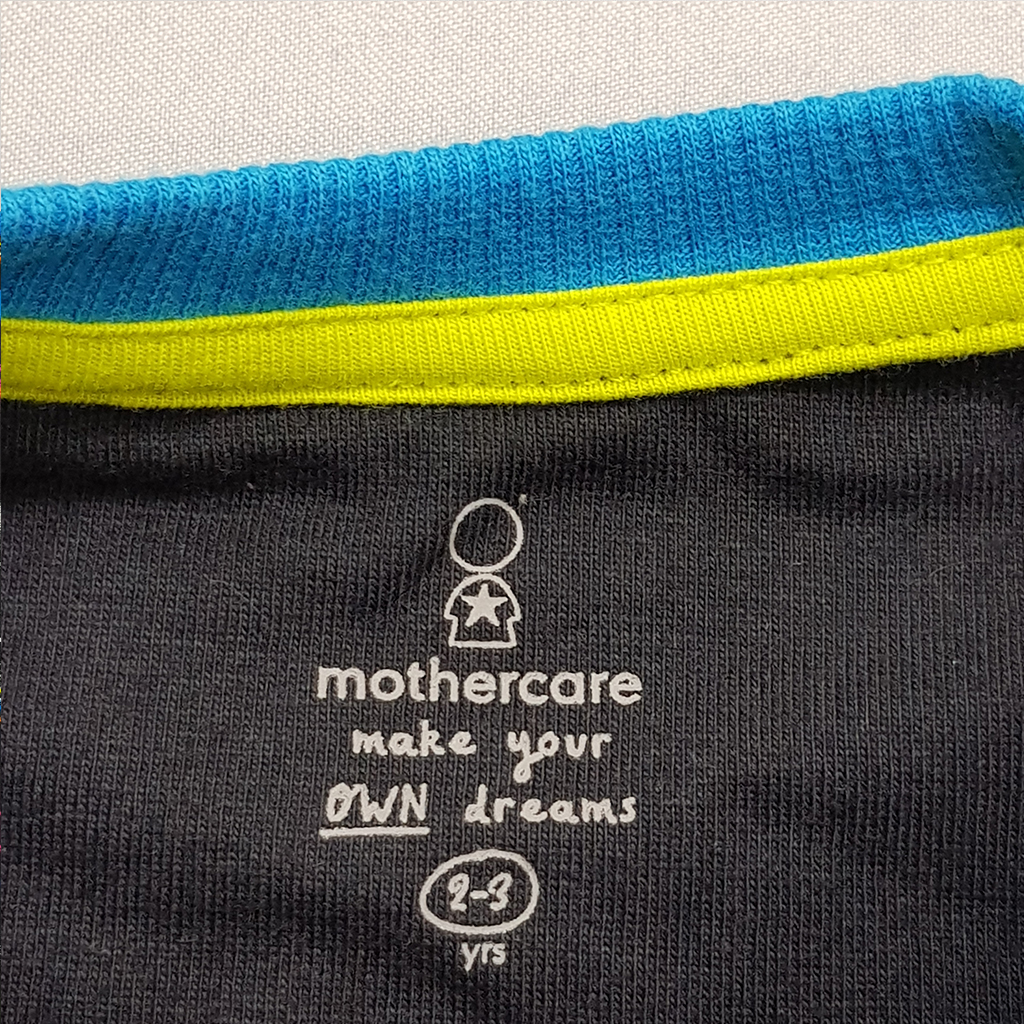 mothercare
make your
OWN dreams
2-3
yrs